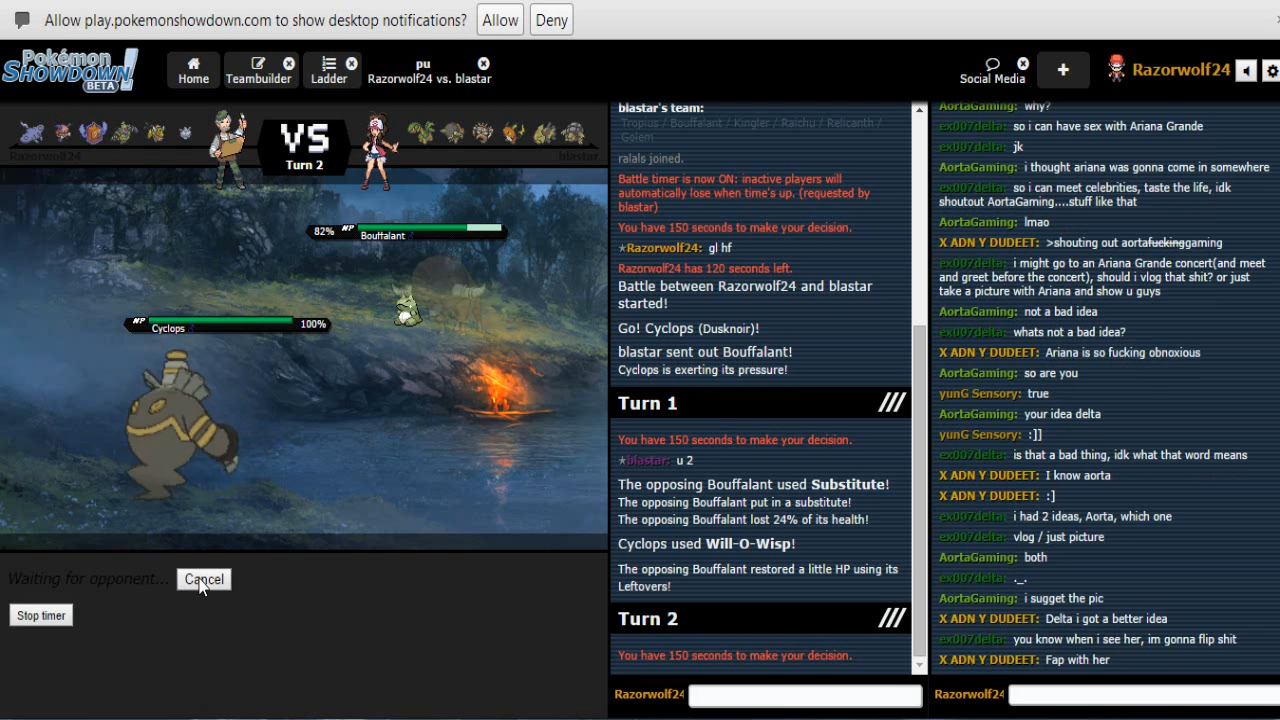 Allow play.pokemonshowdown.com to show desktop notifications?
Allow
Deny
Pokémon
SHOWDOWN!
BETA
Home
Teambuilder
Ladder
pu
Razorwolf24 vs. blastar
Social Media
+
Razorwolf24
VS
Turn 2
Razorwolf24
blastar
82%
Bouffalant
Cyclops
100%
Waiting for opponent...
Cancel
Stop timer
blastar's team:
Tropius / Bouffalant / Kingler / Raichu / Relicanth /
Golem
ralals joined.
Battle timer is now ON: inactive players will
automatically lose when time's up. (requested by
blastar)
You have 150 seconds to make your decision.
*Razorwolf24: gl hf
Razorwolf24 has 120 seconds left.
Battle between Razorwolf24 and blastar
started!
Go! Cyclops (Dusknoir)!
blastar sent out Bouffalant!
Cyclops is exerting its pressure!
Turn 1
You have 150 seconds to make your decision.
*blastar: u 2
The opposing Bouffalant used Substitute!
The opposing Bouffalant put in a substitute!
The opposing Bouffalant lost 24% of its health!
Cyclops used Will-O-Wisp!
The opposing Bouffalant restored a little HP using its
Leftovers!
Turn 2
You have 150 seconds to make your decision.
Razorwolf24
AortaGaming: why?
ex007delta: so i can have sex with Ariana Grande
ex007delta: jk
AortaGaming: i thought ariana was gonna come in somewhere
ex007delta: so i can meet celebrities, taste the life, idk
shoutout AortaGaming....stuff like that
AortaGaming: lmao
X ADN Y DUDEET: >shouting out aortafuckinggaming
ex007delta: i might go to an Ariana Grande concert(and meet
and greet before the concert), should i vlog that shit? or just
take a picture with Ariana and show u guys
AortaGaming: not a bad idea
ex007delta: whats not a bad idea?
X ADN Y DUDEET: Ariana is so fucking obnoxious
AortaGaming: so are you
yunG Sensory: true
AortaGaming: your idea delta
yunG Sensory: :]]
ex007delta: is that a bad thing, idk what that word means
X ADN Y DUDEET: I know aorta
X ADN Y DUDEET: :]
ex007delta: i had 2 ideas, Aorta, which one
ex007delta: vlog / just picture
AortaGaming: both
ex007delta: ._.
AortaGaming: i sugget the pic
X ADN Y DUDEET: Delta i got a better idea
ex007delta: you know when i see her, im gonna flip shit
X ADN Y DUDEET: Fap with her
Razorwolf24